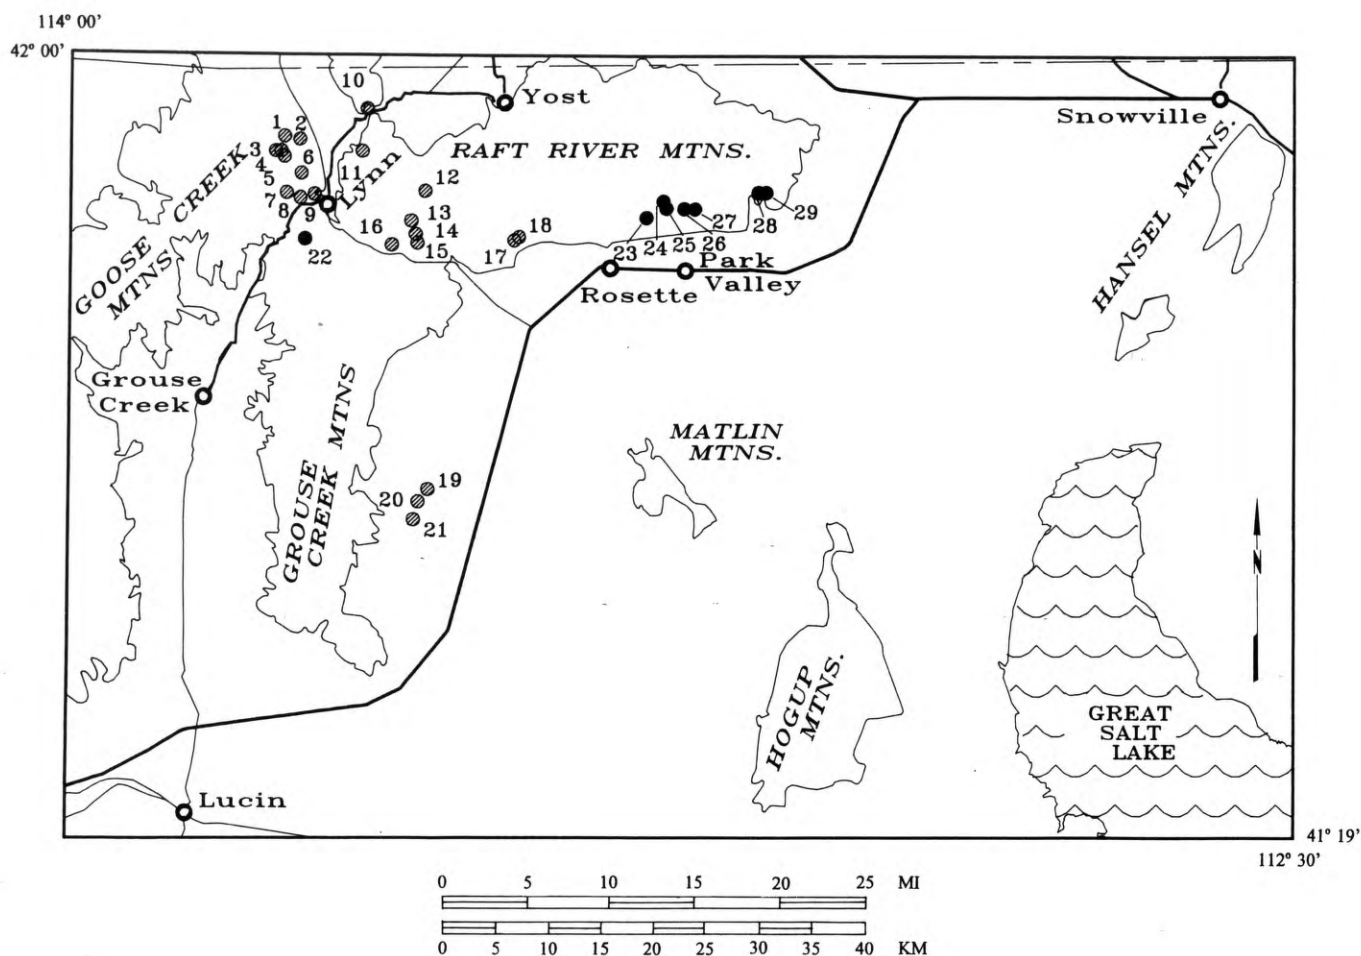 114° 00'
42° 00'
10
Yost
Snowville
1
2
3
4
6
5
7
8
9
11
Lynn
RAFT RIVER MTNS.
12
13
14
15
16
17
18
22
23
24
25
26
27
28
29
GOOSE CREEK
MTNS.
HANSEL MTNS.
Park
Valley
Rosette
Grouse
Creek
GROUSE
CREEK MTNS
MATLIN
MTNS.
19
20
21
N
HOGUP
MTNS.
GREAT
SALT
LAKE
Lucin
41° 19'
112° 30'
0 5 10 15 20 25 MI
0 5 10 15 20 25 30 35 40 KM